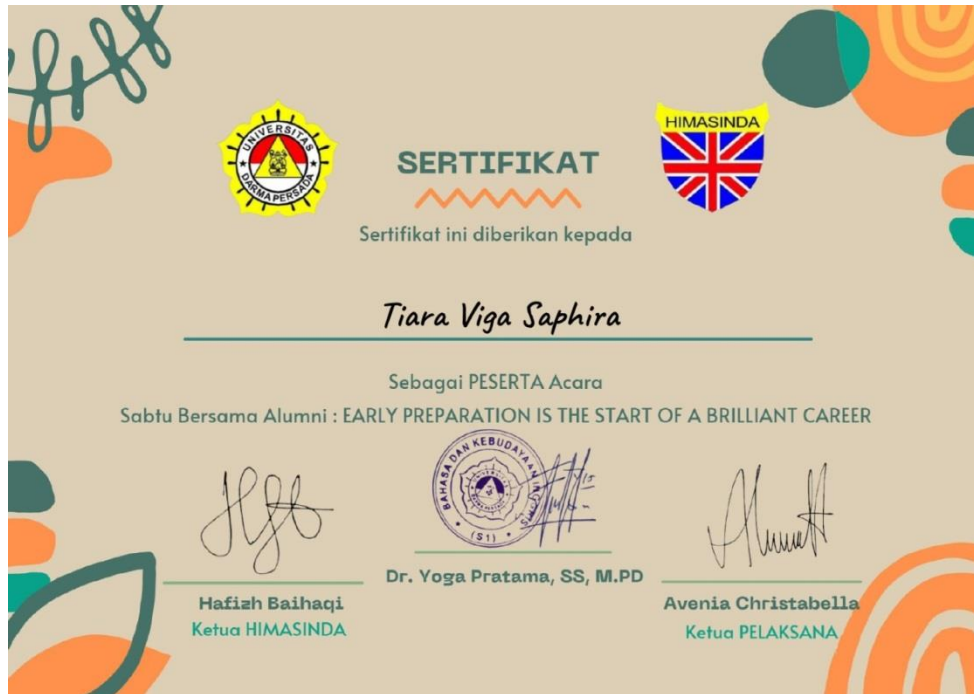 UNIVERSITAS
DARMA PERSADA
HIMASINDA
SERTIFIKAT
Sertifikat ini diberikan kepada
Tiara Viga Saphira
Sebagai PESERTA Acara
Sabtu Bersama Alumni : EARLY PREPARATION IS THE START OF A BRILLIANT CAREER
BAHASA DAN KEBUDAYAAN INGGRIS
(S1)
Dr. Yoga Pratama, SS, M.PD
Hafizh Baihaqi
Ketua HIMASINDA
Avenia Christabella
Ketua PELAKSANA